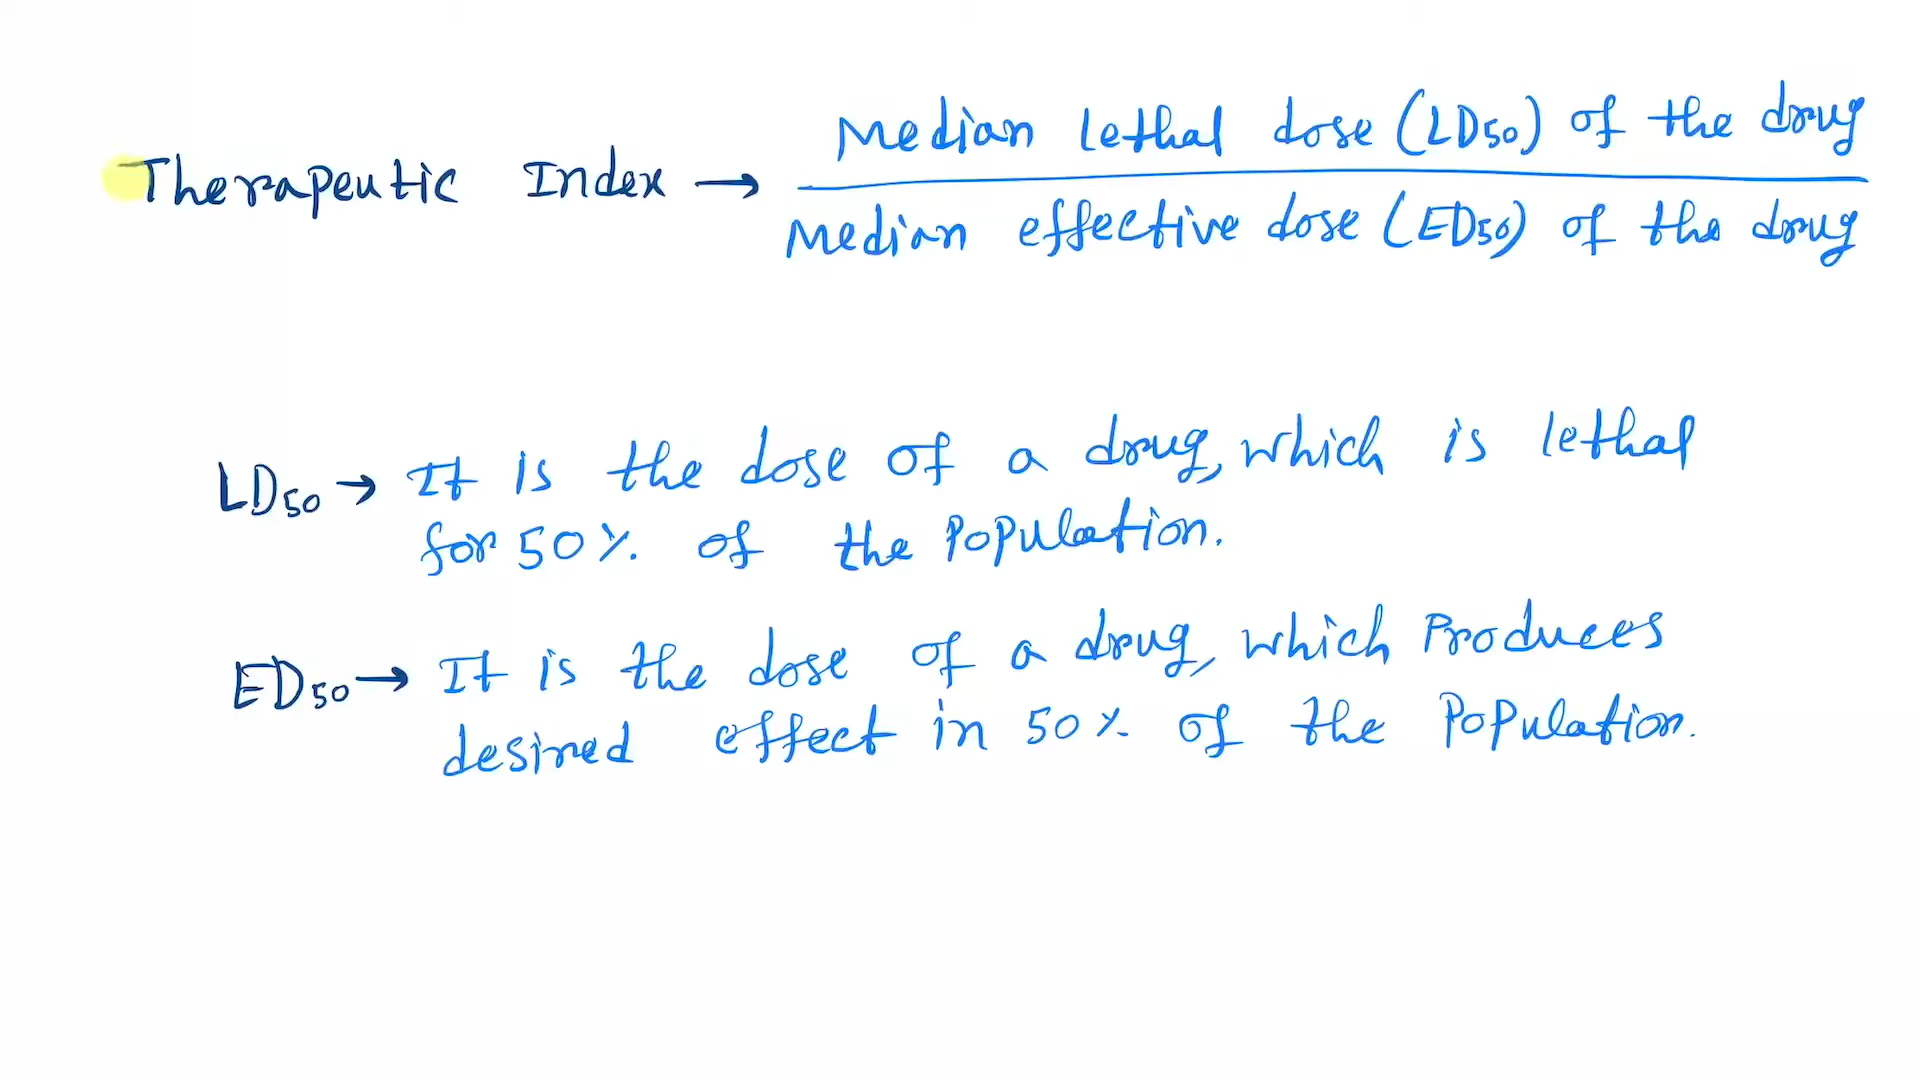 Therapeutic Index → Median lethal dose (LD50) of the drug
Median effective dose (ED50) of the drug
LD50 → It is the dose of a drug, which is lethal
for 50% of the Population.
ED50 → It is the dose of a drug, which Produces
desired effect in 50% of the Population.